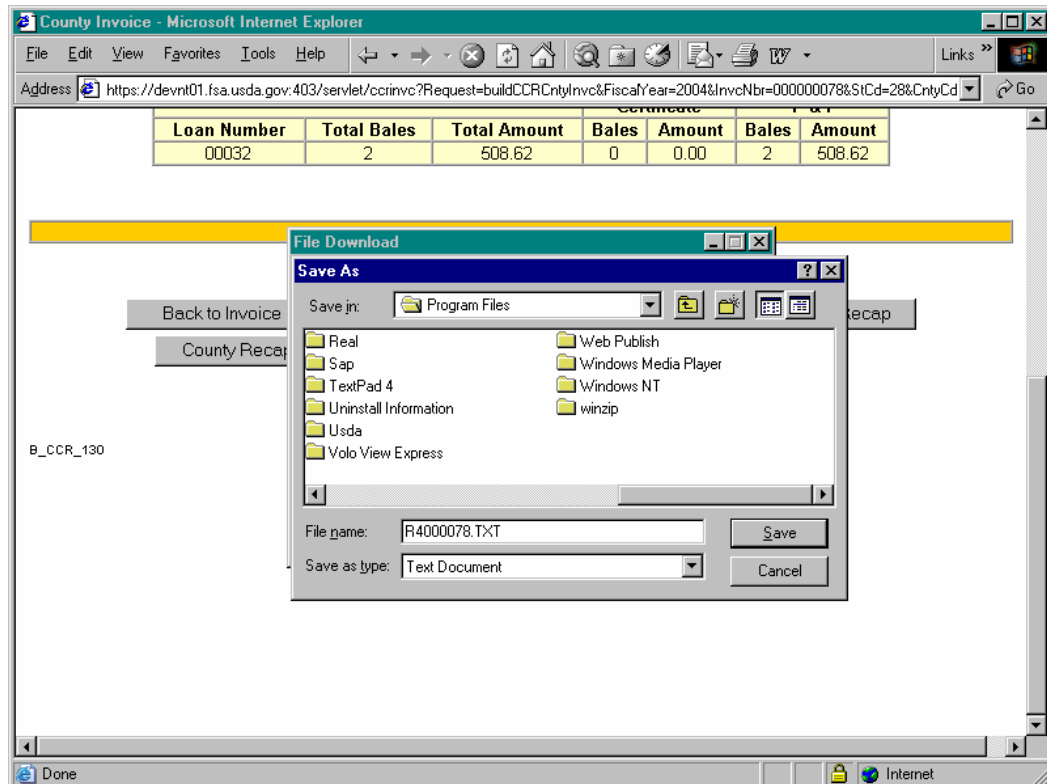 County Invoice - Microsoft Internet Explorer
File Edit View Favorites Tools Help Links »
Address https://devnt01.fsa.usda.gov:403/servlet/ccrinvc?Request=buildCCRCntyInvc&FiscalYear=2004&InvcNbr=000000078&StCd=28&CntyCd Go
Certificate P & I
Loan Number Total Bales Total Amount Bales Amount Bales Amount
00032 2 508.62 0 0.00 2 508.62
File Download
Save As
Save in: Program Files
Back to Invoice ecap
Real Web Publish
County Recap Sap Windows Media Player
TextPad 4 Windows NT
Uninstall Information winzip
Usda
B_CCR_130 Volo View Express
File name: R4000078.TXT Save
Save as type: Text Document Cancel
Done Internet